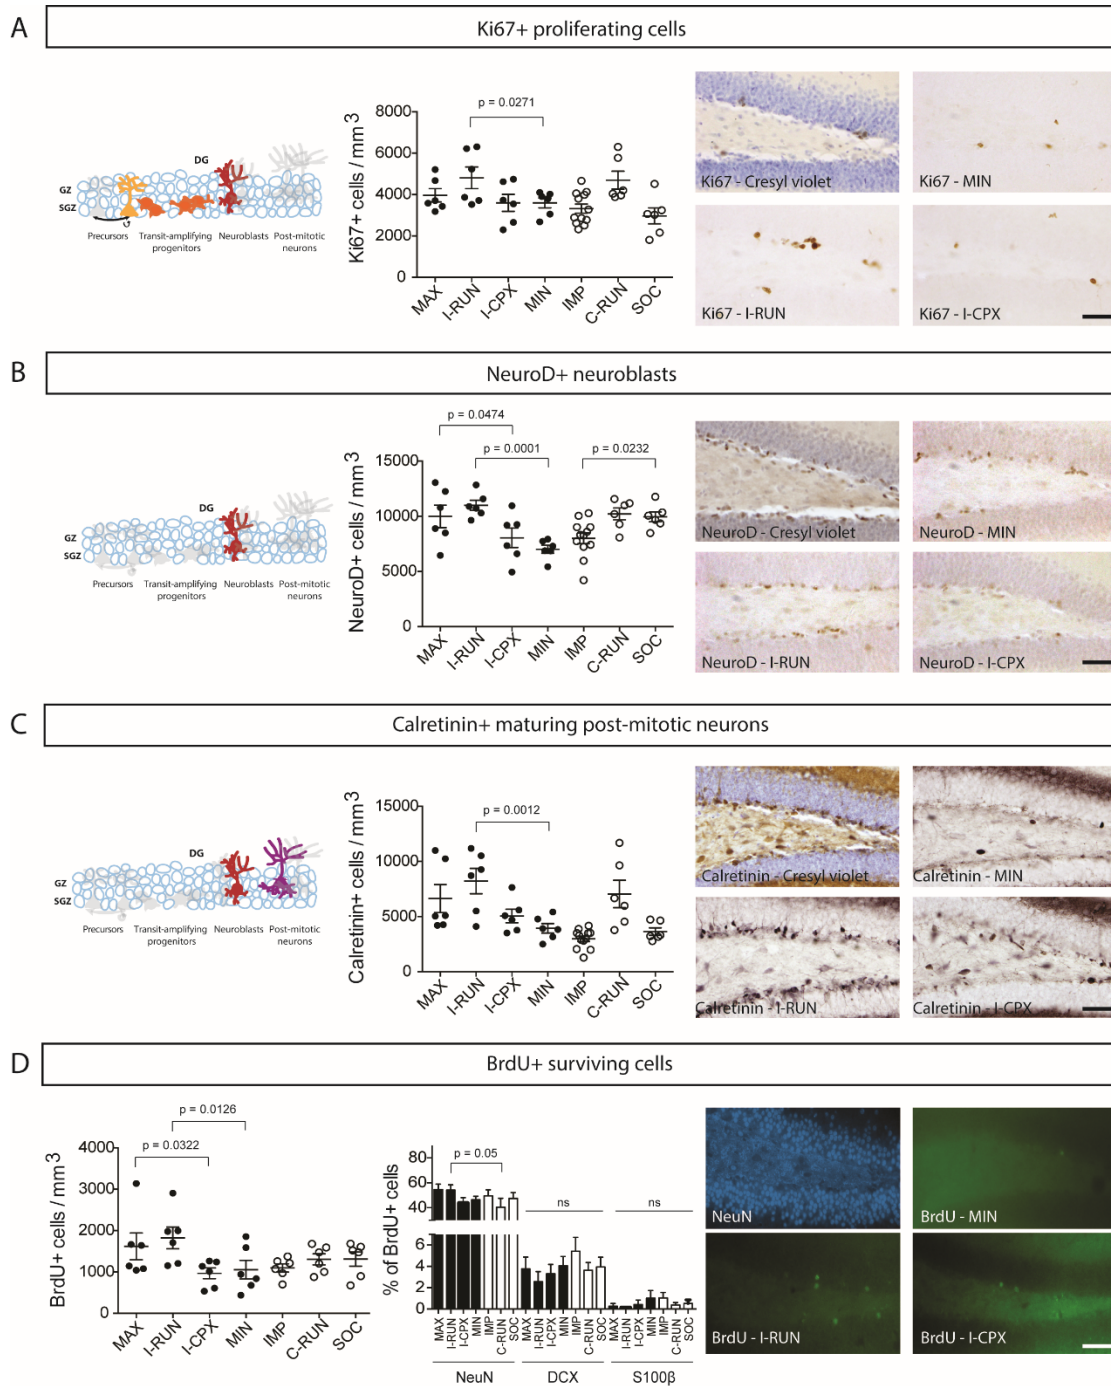 A
Ki67+ proliferating cells
DG
GZ
SGZ
Precursors
Transit-amplifying
progenitors
Neuroblasts
Post-mitotic
neurons
Ki67+ cells / mm3
8000
6000
4000
2000
0
p = 0.0271
MAX
I-RUN
I-CPX
MIN
IMP
C-RUN
SOC
Ki67 - Cresyl violet
Ki67 - MIN
Ki67 - I-RUN
Ki67 - I-CPX
B
NeuroD+ neuroblasts
DG
GZ
SGZ
Precursors
Transit-amplifying
progenitors
Neuroblasts
Post-mitotic
neurons
NeuroD+ cells / mm3
15000
10000
5000
0
p = 0.0474
p = 0.0001
p = 0.0232
MAX
I-RUN
I-CPX
MIN
IMP
C-RUN
SOC
NeuroD - Cresyl violet
NeuroD - MIN
NeuroD - I-RUN
NeuroD - I-CPX
C
Calretinin+ maturing post-mitotic neurons
DG
GZ
SGZ
Precursors
Transit-amplifying
progenitors
Neuroblasts
Post-mitotic
neurons
Calretinin+ cells / mm3
15000
10000
5000
0
p = 0.0012
MAX
I-RUN
I-CPX
MIN
IMP
C-RUN
SOC
Calretinin - Cresyl violet
Calretinin - MIN
Calretinin - I-RUN
Calretinin - I-CPX
D
BrdU+ surviving cells
BrdU+ cells / mm3
4000
3000
2000
1000
0
p = 0.0126
p = 0.0322
MAX
I-RUN
I-CPX
MIN
IMP
C-RUN
SOC
% of BrdU+ cells
80
60
40
6
4
2
0
p = 0.05
ns
ns
MAX
I-RUN
I-CPX
MIN
IMP
C-RUN
SOC
MAX
I-RUN
I-CPX
MIN
IMP
C-RUN
SOC
MAX
I-RUN
I-CPX
MIN
IMP
C-RUN
SOC
NeuN
DCX
S100β
NeuN
BrdU - MIN
BrdU - I-RUN
BrdU - I-CPX